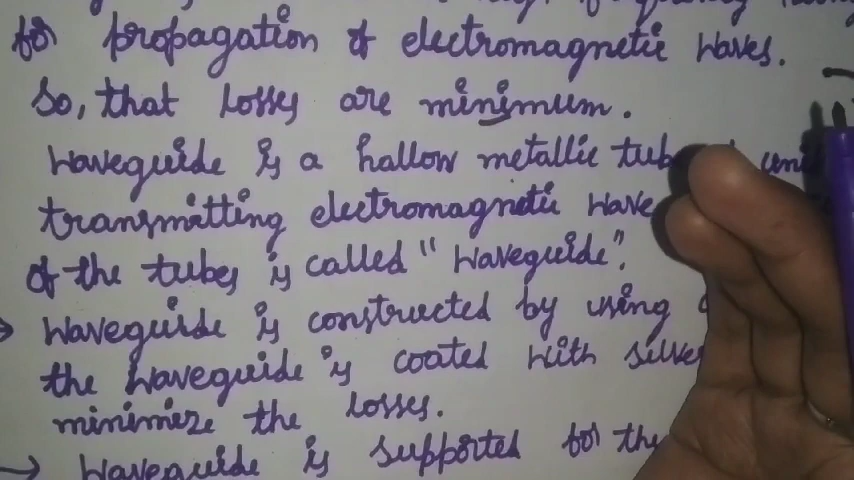 frequency
for propagation of electromagnetic waves.
So, that losses are minimum.
Waveguide is a hallow metallic tube uni
transmitting electromagnetic wave
of the tubes is called "Waveguide".
Waveguide is constructed by using
the waveguide is coated with silver
minimize the losses.
→ Waveguide is supported for the